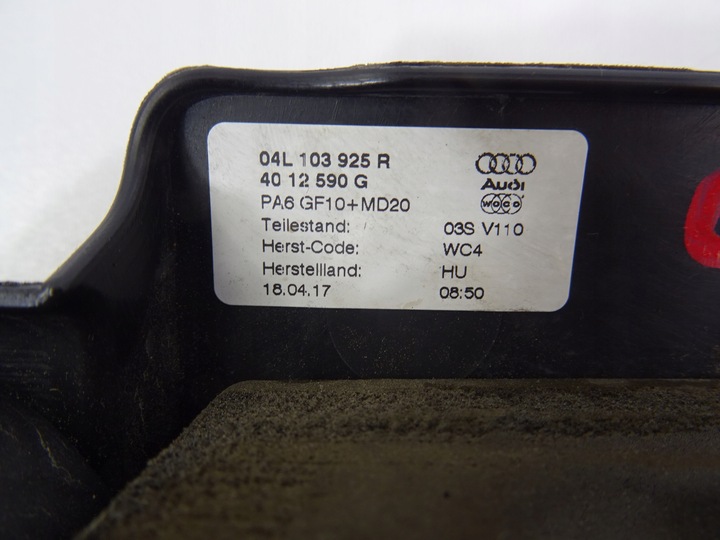 04L 103 925 R
40 12 590 G
Audi
PA6 GF10+MD20
woco
Teilestand: 03S V110
Herst-Code: WC4
Herstellland: HU
18.04.17 08:50